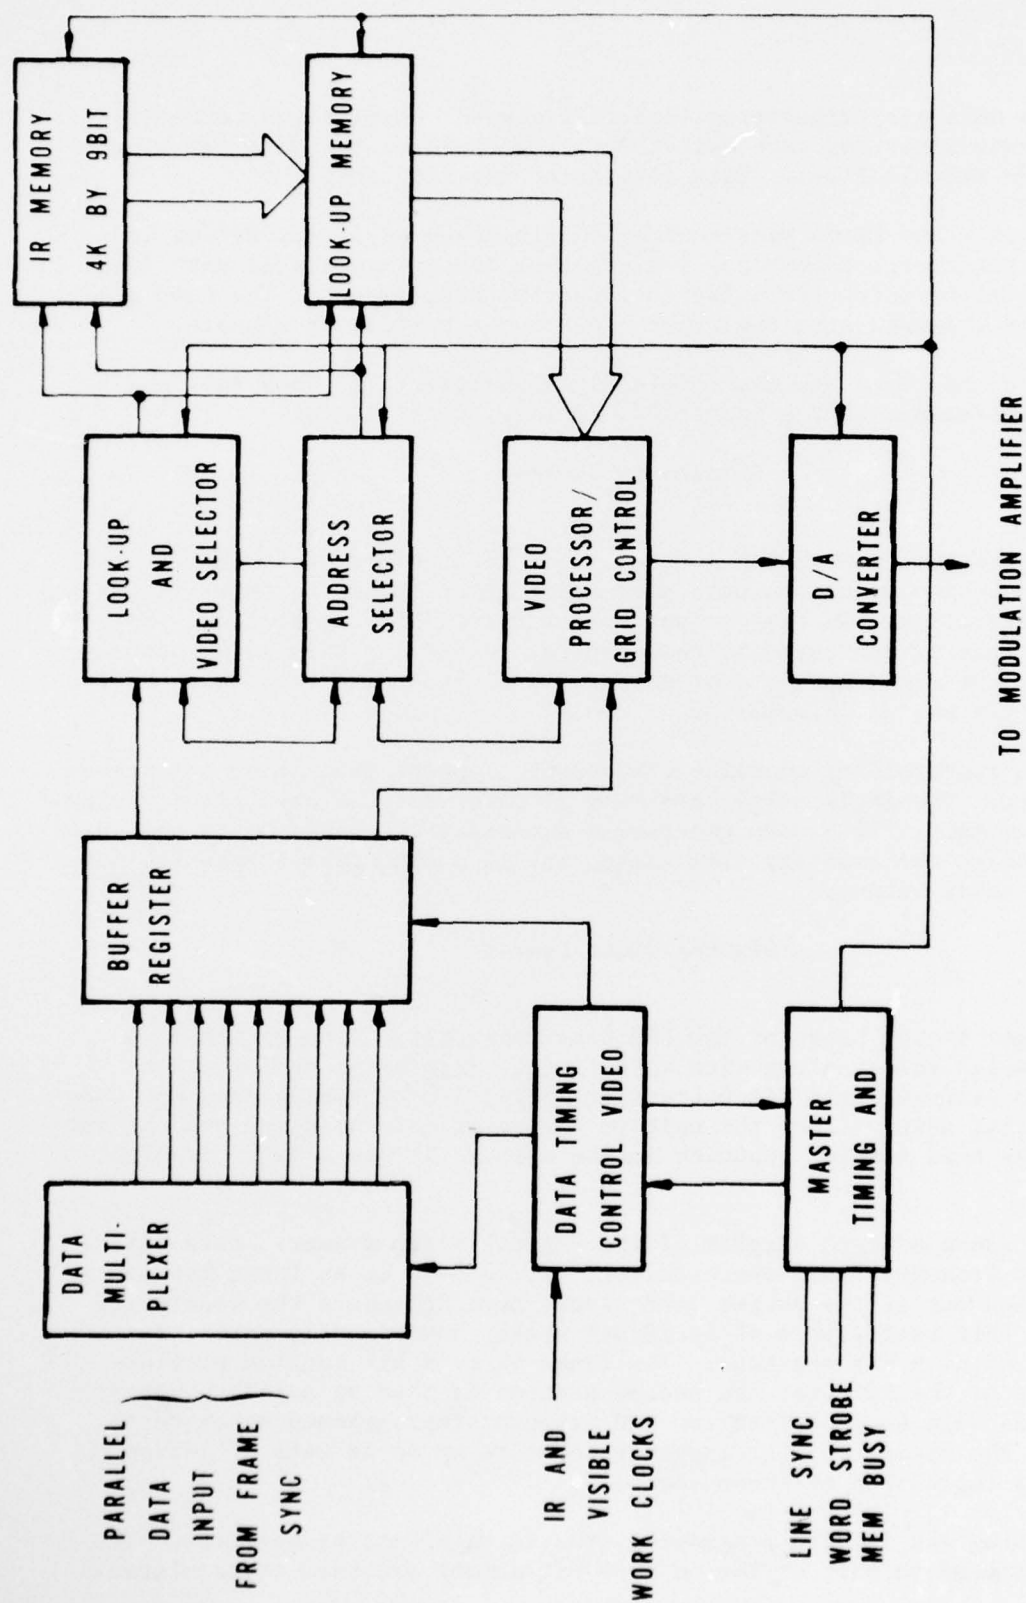 PARALLEL
DATA
INPUT
FROM FRAME
SYNC
DATA
MULTI-
PLEXER
BUFFER
REGISTER
LOOK-UP
AND
VIDEO SELECTOR
IR MEMORY
4K BY 9BIT
ADDRESS
SELECTOR
LOOK-UP MEMORY
IR AND
VISIBLE
WORK CLOCKS
DATA TIMING
CONTROL VIDEO
VIDEO
PROCESSOR/
GRID CONTROL
LINE SYNC
WORD STROBE
MEM BUSY
MASTER
TIMING AND
D/A
CONVERTER
TO MODULATION AMPLIFIER